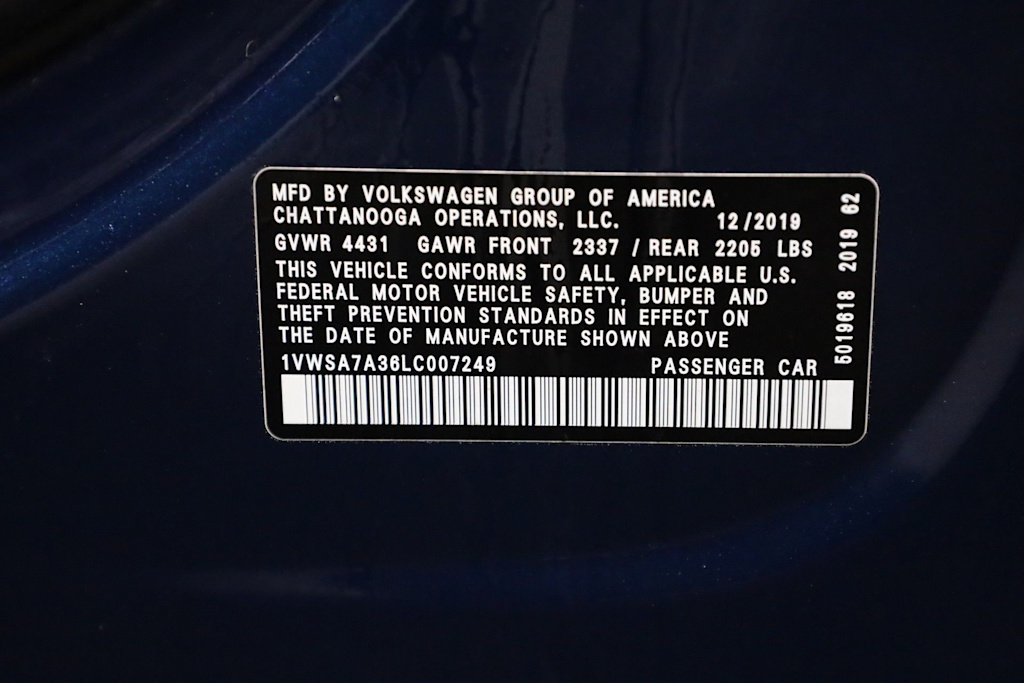 MFD BY VOLKSWAGEN GROUP OF AMERICA
CHATTANOOGA OPERATIONS, LLC. 12/2019
GVWR 4431 GAWR FRONT 2337 / REAR 2205 LBS
THIS VEHICLE CONFORMS TO ALL APPLICABLE U.S.
FEDERAL MOTOR VEHICLE SAFETY, BUMPER AND
THEFT PREVENTION STANDARDS IN EFFECT ON
THE DATE OF MANUFACTURE SHOWN ABOVE
1VWSA7A36LC007249 PASSENGER CAR
5019618 2019 62